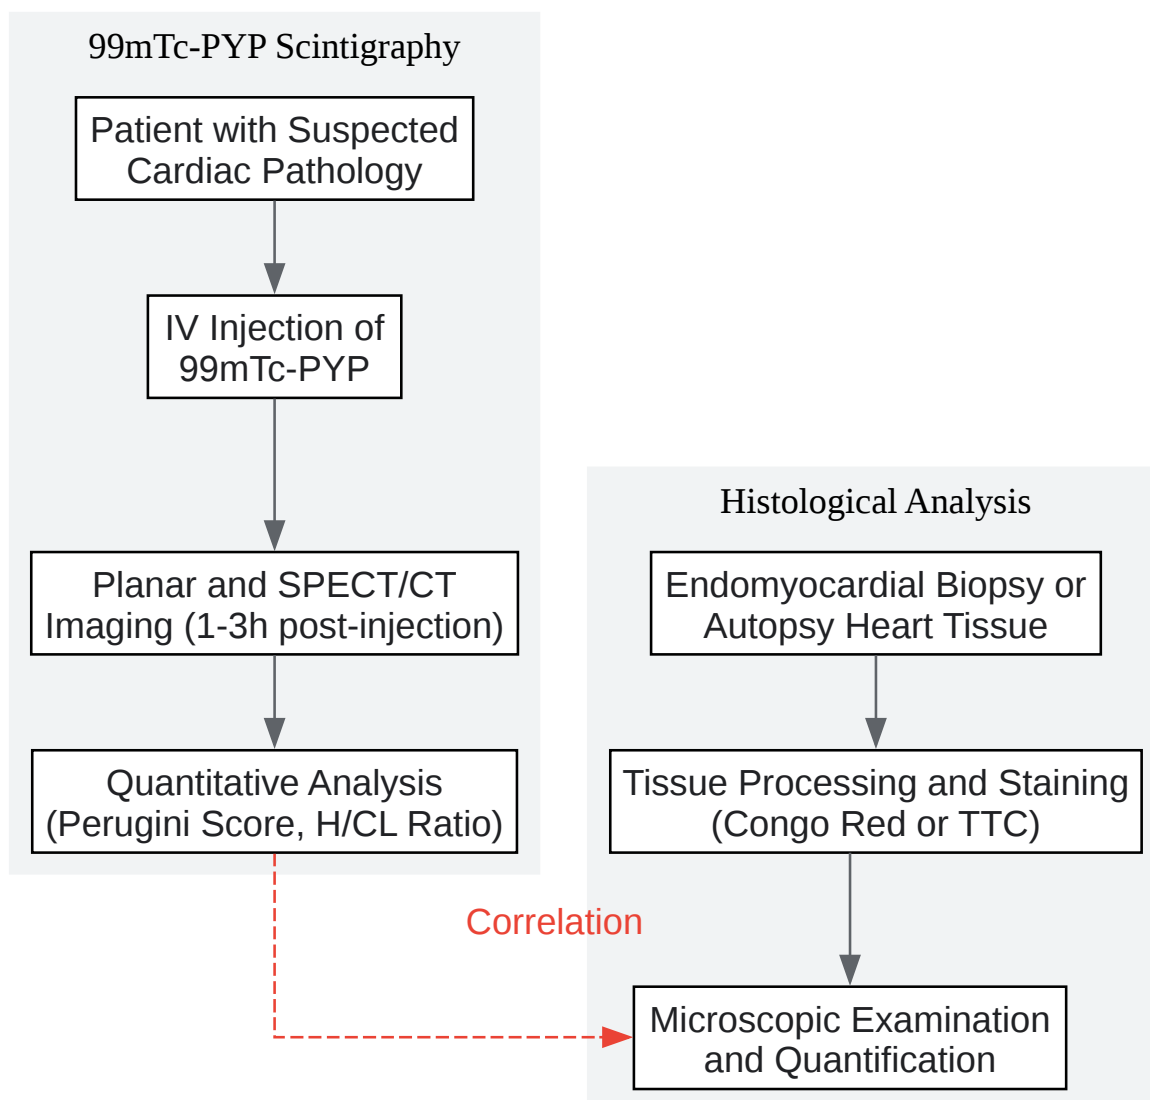 99mTc-PYP Scintigraphy
Patient with Suspected
Cardiac Pathology
IV Injection of
99mTc-PYP
Planar and SPECT/CT
Imaging (1-3h post-injection)
Quantitative Analysis
(Perugini Score, H/CL Ratio)
Correlation
Histological Analysis
Endomyocardial Biopsy or
Autopsy Heart Tissue
Tissue Processing and Staining
(Congo Red or TTC)
Microscopic Examination
and Quantification